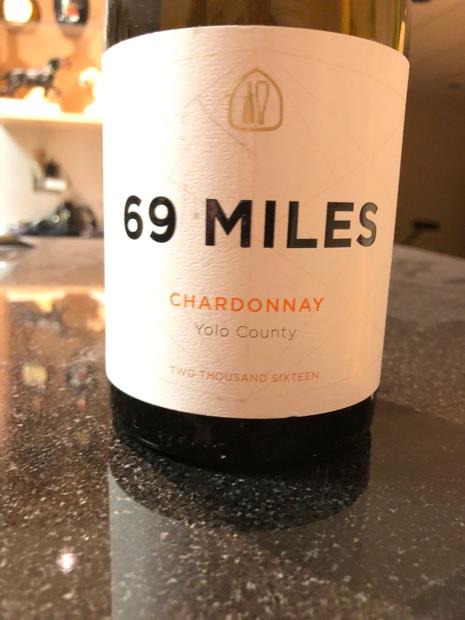 69 MILES
CHARDONNAY
Yolo County
TWO THOUSAND SIXTEEN